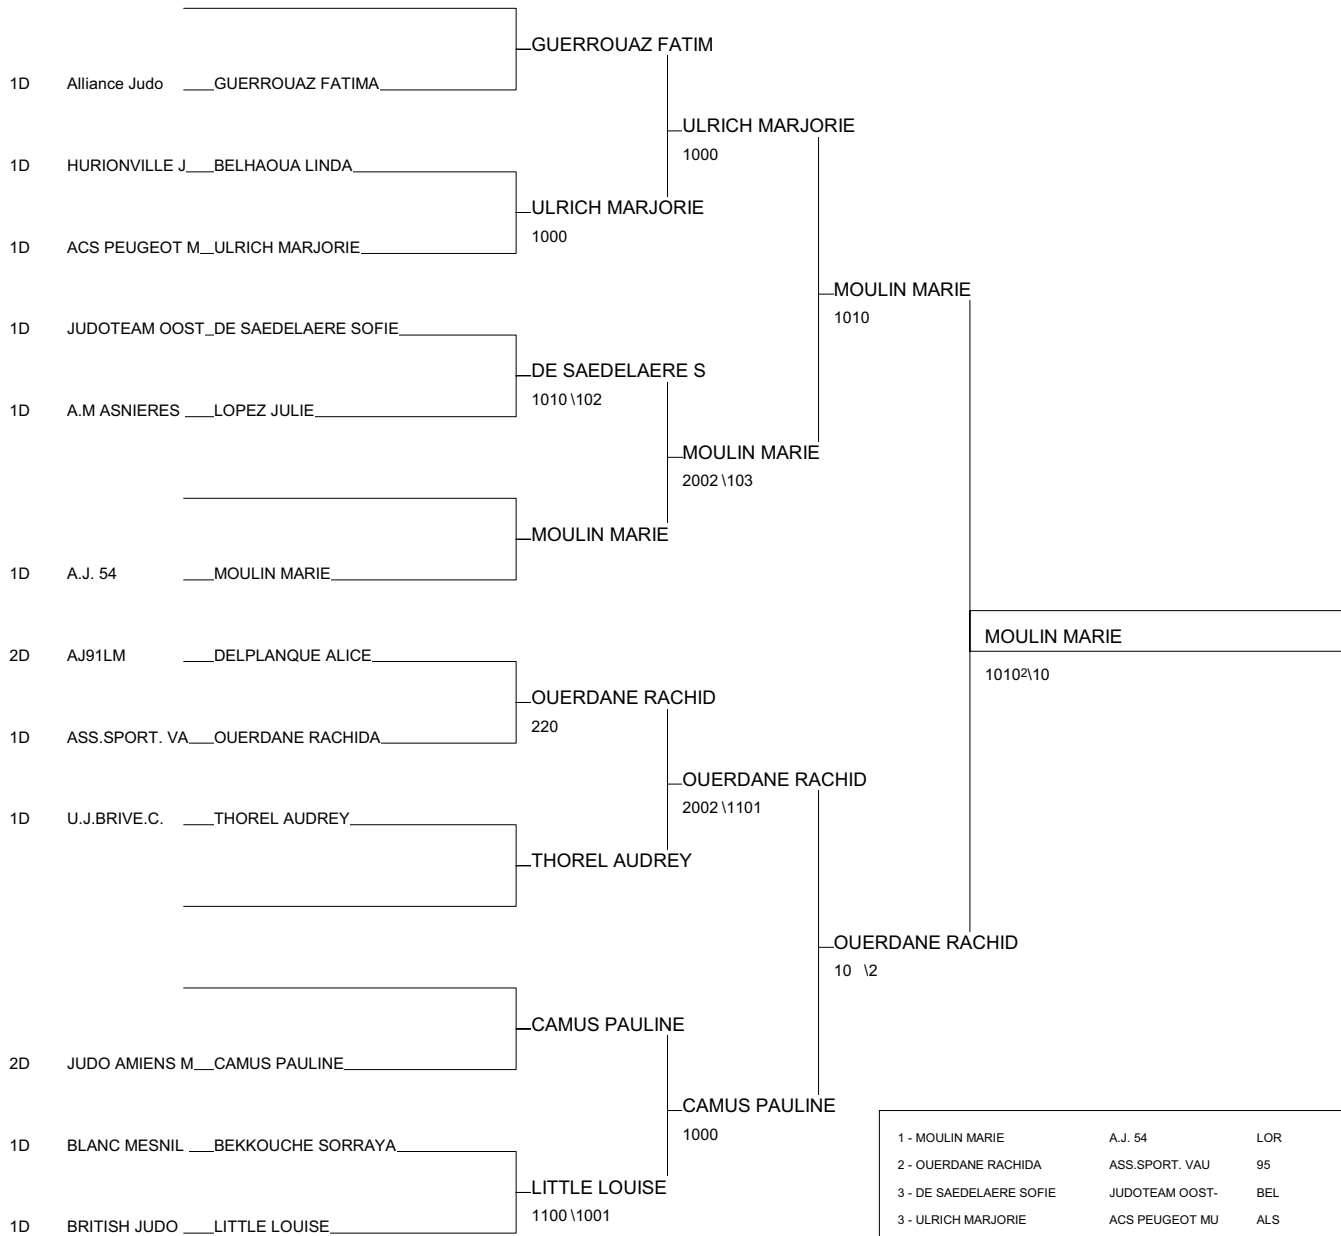 GUERROUAZ FATIM
1D Alliance Judo GUERROUAZ FATIMA
ULRICH MARJORIE
1000
1D HURIONVILLE J BELHAOUA LINDA
ULRICH MARJORIE
1000
1D ACS PEUGEOT M ULRICH MARJORIE
MOULIN MARIE
1010
1D JUDOTEAM OOST DE SAEDELAERE SOFIE
DE SAEDELAERE S
1010 \102
1D A.M ASNIERES LOPEZ JULIE
MOULIN MARIE
2002 \103
MOULIN MARIE
1D A.J. 54 MOULIN MARIE
MOULIN MARIE
1010²\10
2D AJ91LM DELPLANQUE ALICE
OUERDANE RACHID
220
1D ASS.SPORT. VA OUERDANE RACHIDA
OUERDANE RACHID
2002 \1101
1D U.J.BRIVE.C. THOREL AUDREY
THOREL AUDREY
OUERDANE RACHID
10 \2
CAMUS PAULINE
2D JUDO AMIENS M CAMUS PAULINE
CAMUS PAULINE
1000
1D BLANC MESNIL BEKKOUCHE SORRAYA
LITTLE LOUISE
1100 \1001
1D BRITISH JUDO LITTLE LOUISE
1 - MOULIN MARIE A.J. 54 LOR
2 - OUERDANE RACHIDA ASS.SPORT. VAU 95
3 - DE SAEDELAERE SOFIE JUDOTEAM OOST- BEL
3 - ULRICH MARJORIE ACS PEUGEOT MU ALS